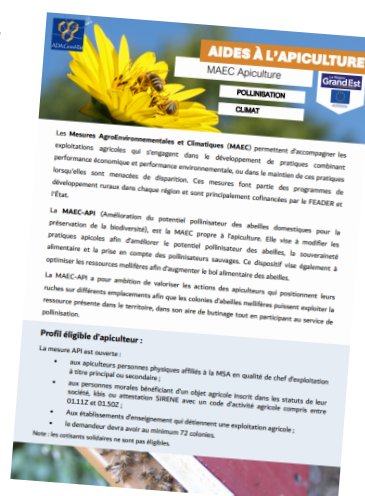 ADA Grand Est
AIDES À L'APICULTURE
MAEC Apiculture
Grand Est
POLLINISATION
CLIMAT
Les Mesures AgroEnvironnementales et Climatiques (MAEC) permettent d'accompagner les
exploitations agricoles qui s'engagent dans le développement de pratiques combinant
performance économique et performance environnementale, ou dans le maintien de ces pratiques
lorsqu'elles sont menacées de disparition. Ces mesures font partie des programmes de
développement ruraux dans chaque région et sont principalement cofinancées par le FEADER et
l'État.
La MAEC-API (Amélioration du potentiel pollinisateur des abeilles domestiques pour la
préservation de la biodiversité), est la MAEC propre à l'apiculture. Elle vise à modifier les
pratiques apicoles afin d'améliorer le potentiel pollinisateur des abeilles, la souveraineté
alimentaire et la prise en compte des pollinisateurs sauvages. Ce dispositif vise également à
optimiser les ressources mellifères afin d'augmenter le bol alimentaire des abeilles.
La MAEC-API a pour ambition de valoriser les actions des apiculteurs qui positionnent leurs
ruches sur différents emplacements afin que les colonies d'abeilles mellifères puissent exploiter la
ressource présente dans le territoire, dans son aire de butinage tout en participant au service de
pollinisation.
Profil éligible d'apiculteur :
La mesure API est ouverte :
• aux apiculteurs personnes physiques affiliés à la MSA en qualité de chef d'exploitation
à titre principal ou secondaire ;
• aux personnes morales bénéficiant d'un objet agricole inscrit dans les statuts de leur
société, kbis ou attestation SIRENE avec un code d'activité agricole compris entre
01.11Z et 01.50Z ;
• Aux établissements d'enseignement qui détiennent une exploitation agricole ;
• le demandeur devra avoir au minimum 72 colonies.
Note : les cotisants solidaires ne sont pas éligibles.